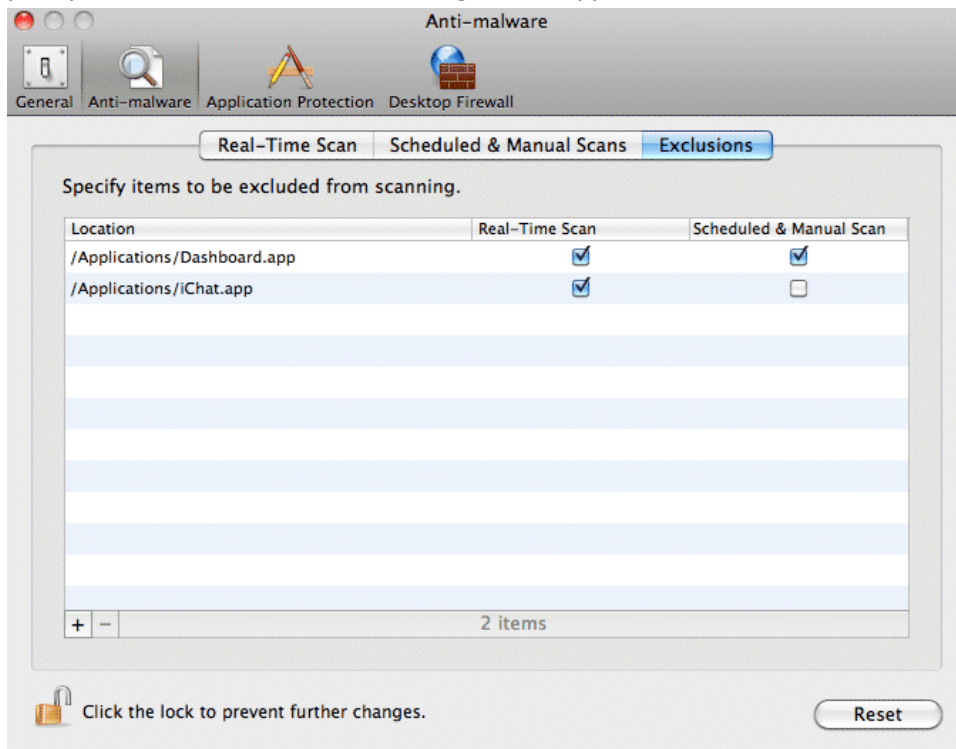 Anti-malware
General Anti-malware Application Protection Desktop Firewall
Real-Time Scan Scheduled & Manual Scans Exclusions
Specify items to be excluded from scanning.
Location Real-Time Scan Scheduled & Manual Scan
/Applications/Dashboard.app
/Applications/iChat.app
+ − 2 items
Click the lock to prevent further changes. Reset